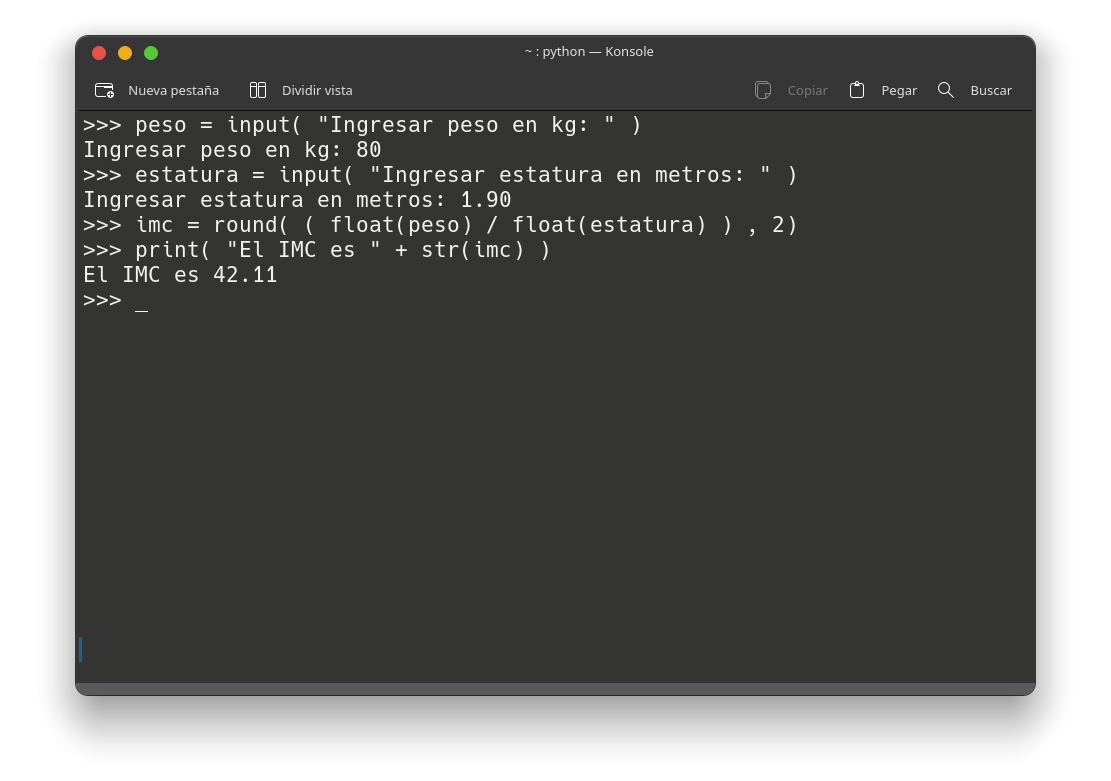 ~ : python — Konsole
Nueva pestaña Dividir vista Copiar Pegar Buscar
>>> peso = input( "Ingresar peso en kg: " )
Ingresar peso en kg: 80
>>> estatura = input( "Ingresar estatura en metros: " )
Ingresar estatura en metros: 1.90
>>> imc = round( ( float(peso) / float(estatura) ) , 2)
>>> print( "El IMC es " + str(imc) )
El IMC es 42.11
>>> _